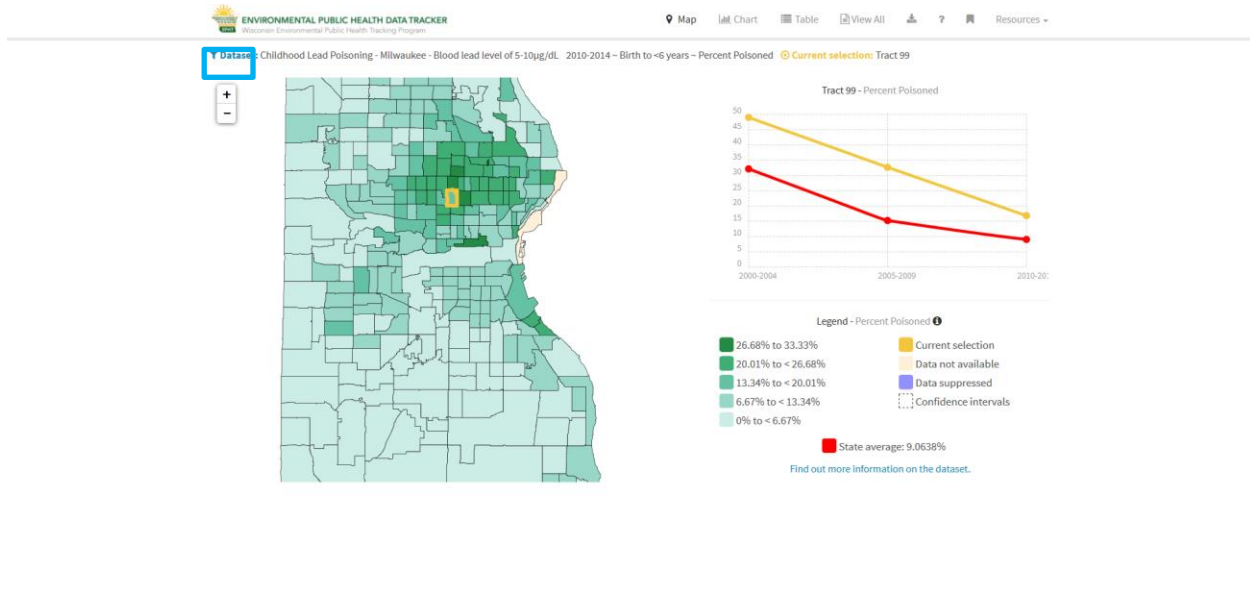 ENVIRONMENTAL PUBLIC HEALTH DATA TRACKER
Wisconsin Environmental Public Health Tracking Program
Map Chart Table View All ? Resources
Dataset: Childhood Lead Poisoning - Milwaukee - Blood lead level of 5-10µg/dL 2010-2014 – Birth to <6 years – Percent Poisoned Current selection: Tract 99
+
−
Tract 99 - Percent Poisoned
50
45
40
35
30
25
20
15
10
5
0
2000-2004 2005-2009 2010-20
Legend - Percent Poisoned
26.68% to 33.33% Current selection
20.01% to < 26.68% Data not available
13.34% to < 20.01% Data suppressed
6.67% to < 13.34% Confidence intervals
0% to < 6.67%
State average: 9.0638%
Find out more information on the dataset.